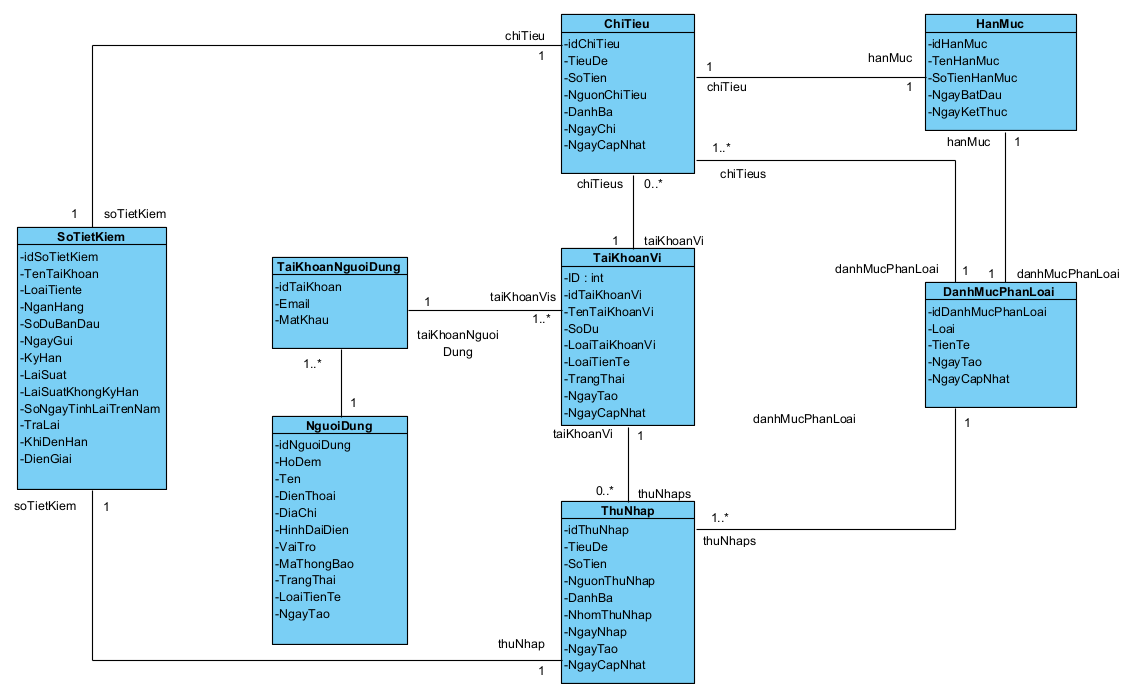 ChiTieu
-idChiTieu
-TieuDe
-SoTien
-NguonChiTieu
-DanhBa
-NgayChi
-NgayCapNhat
HanMuc
-idHanMuc
-TenHanMuc
-SoTienHanMuc
-NgayBatDau
-NgayKetThuc
chiTieu
1
1
chiTieu
hanMuc
1
1..*
chiTieus
hanMuc
1
chiTieus
0..*
1
soTietKiem
1
taiKhoanVi
danhMucPhanLoai
1
1
danhMucPhanLoai
SoTietKiem
-idSoTietKiem
-TenTaiKhoan
-LoaiTiente
-NganHang
-SoDuBanDau
-NgayGui
-KyHan
-LaiSuat
-LaiSuatKhongKyHan
-SoNgayTinhLaiTrenNam
-TraLai
-KhiDenHan
-DienGiai
TaiKhoanNguoiDung
-idTaiKhoan
-Email
-MatKhau
1
taiKhoanNguoi
Dung
taiKhoanVis
1..*
TaiKhoanVi
-ID : int
-idTaiKhoanVi
-TenTaiKhoanVi
-SoDu
-LoaiTaiKhoanVi
-LoaiTienTe
-TrangThai
-NgayTao
-NgayCapNhat
DanhMucPhanLoai
-idDanhMucPhanLoai
-Loai
-TienTe
-NgayTao
-NgayCapNhat
1..*
1
NguoiDung
-idNguoiDung
-HoDem
-Ten
-DienThoai
-DiaChi
-HinhDaiDien
-VaiTro
-MaThongBao
-TrangThai
-LoaiTienTe
-NgayTao
taiKhoanVi
1
danhMucPhanLoai
1
0..*
thuNhaps
soTietKiem
1
ThuNhap
-idThuNhap
-TieuDe
-SoTien
-NguonThuNhap
-DanhBa
-NhomThuNhap
-NgayNhap
-NgayTao
-NgayCapNhat
1..*
thuNhaps
thuNhap
1